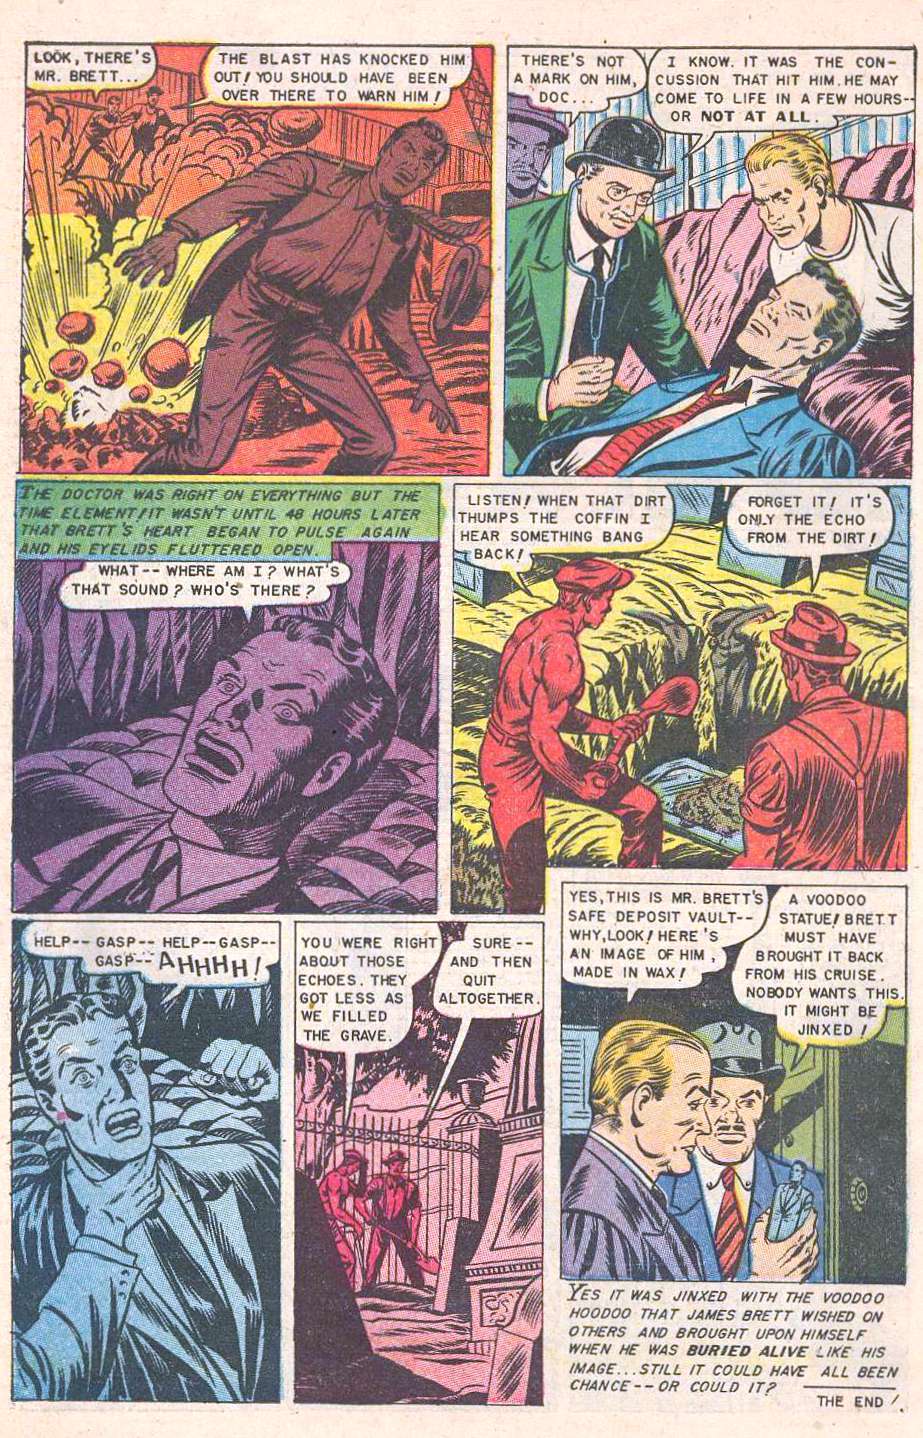 LOOK, THERE'S
MR. BRETT...
THE BLAST HAS KNOCKED HIM
OUT! YOU SHOULD HAVE BEEN
OVER THERE TO WARN HIM!
THERE'S NOT
A MARK ON HIM,
DOC...
I KNOW. IT WAS THE CON-
CUSSION THAT HIT HIM. HE MAY
COME TO LIFE IN A FEW HOURS--
OR NOT AT ALL.
THE DOCTOR WAS RIGHT ON EVERYTHING BUT THE
TIME ELEMENT! IT WASN'T UNTIL 48 HOURS LATER
THAT BRETT'S HEART BEGAN TO PULSE AGAIN
AND HIS EYELIDS FLUTTERED OPEN.
WHAT-- WHERE AM I? WHAT'S
THAT SOUND? WHO'S THERE?
LISTEN! WHEN THAT DIRT
THUMPS THE COFFIN I
HEAR SOMETHING BANG
BACK!
FORGET IT! IT'S
ONLY THE ECHO
FROM THE DIRT!
HELP-- GASP-- HELP--GASP--
GASP-- AHHHH!
YOU WERE RIGHT
ABOUT THOSE
ECHOES. THEY
GOT LESS AS
WE FILLED
THE GRAVE.
SURE--
AND THEN
QUIT
ALTOGETHER.
YES, THIS IS MR. BRETT'S
SAFE DEPOSIT VAULT--
WHY, LOOK! HERE'S
AN IMAGE OF HIM,
MADE IN WAX!
A VOODOO
STATUE! BRETT
MUST HAVE
BROUGHT IT BACK
FROM HIS CRUISE.
NOBODY WANTS THIS.
IT MIGHT BE
JINXED!
YES IT WAS JINXED WITH THE VOODOO
HOODOO THAT JAMES BRETT WISHED ON
OTHERS AND BROUGHT UPON HIMSELF
WHEN HE WAS BURIED ALIVE LIKE HIS
IMAGE...STILL IT COULD HAVE ALL BEEN
CHANCE--OR COULD IT?
THE END!